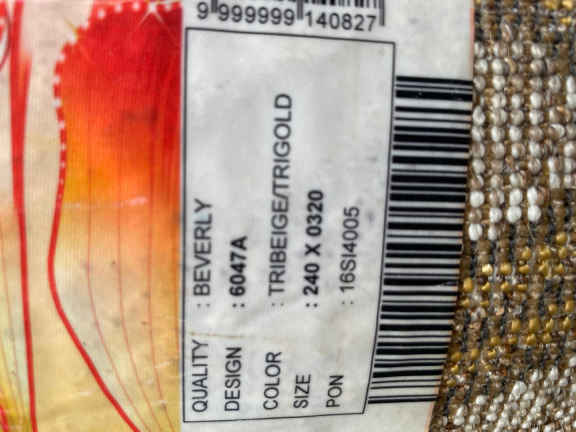 9 999999 140827
QUALITY : BEVERLY
DESIGN : 6047A
COLOR : TRIBEIGE/TRIGOLD
SIZE : 240 X 0320
PON : 16SI4005